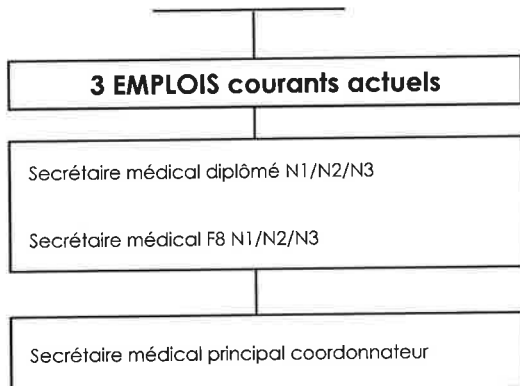 3 EMPLOIS courants actuels
Secrétaire médical diplômé N1/N2/N3
Secrétaire médical F8 N1/N2/N3
Secrétaire médical principal coordonnateur